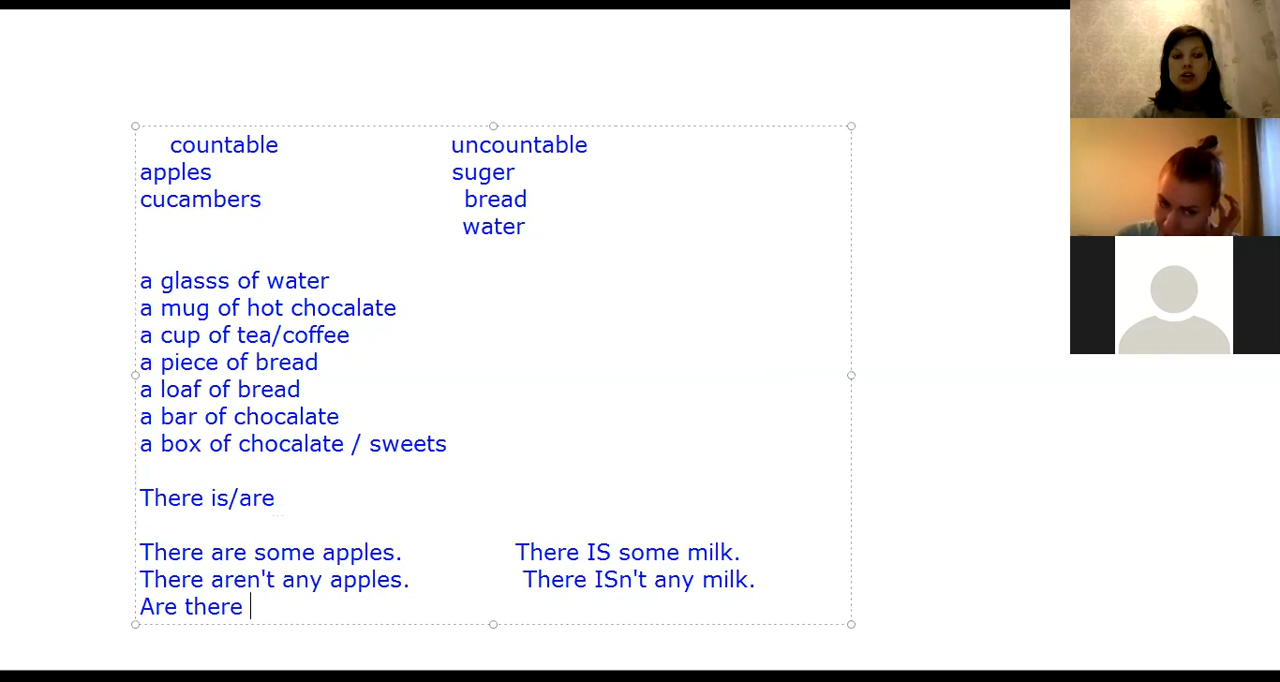 countable uncountable
apples suger
cucambers bread
water
a glasss of water
a mug of hot chocalate
a cup of tea/coffee
a piece of bread
a loaf of bread
a bar of chocalate
a box of chocalate / sweets
There is/are
There are some apples. There IS some milk.
There aren't any apples. There ISn't any milk.
Are there